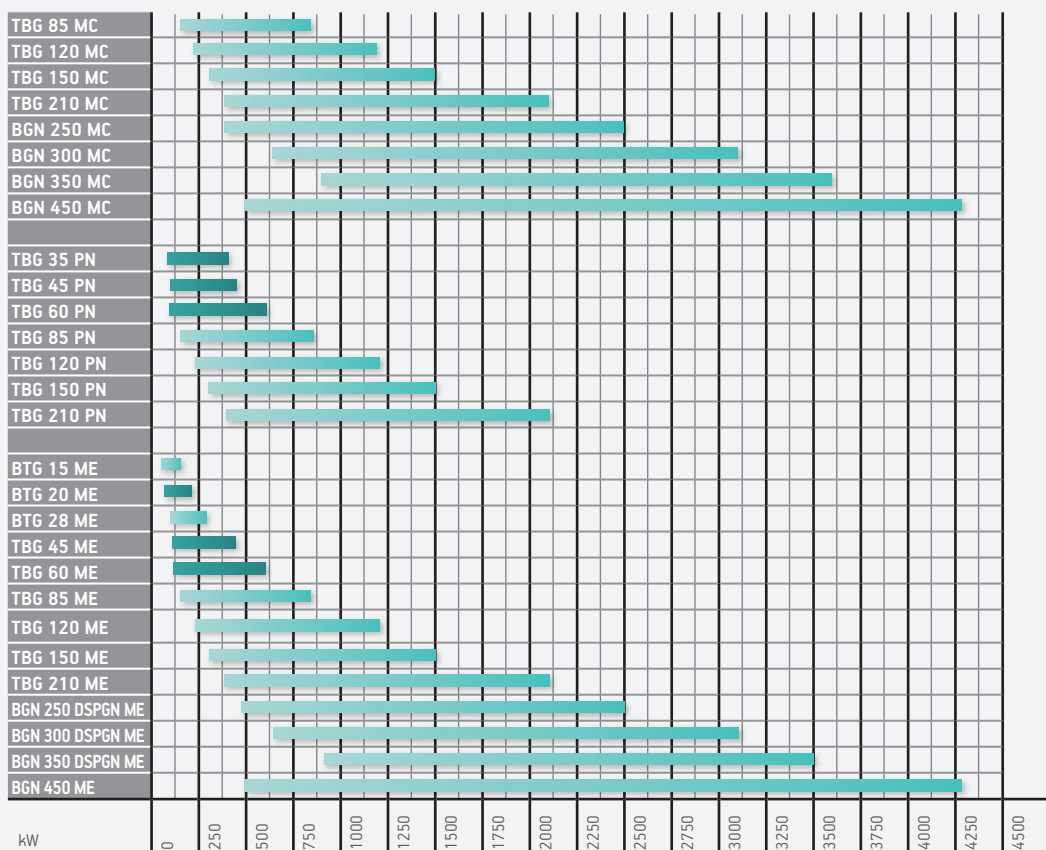 TBG 85 MC
TBG 120 MC
TBG 150 MC
TBG 210 MC
BGN 250 MC
BGN 300 MC
BGN 350 MC
BGN 450 MC
TBG 35 PN
TBG 45 PN
TBG 60 PN
TBG 85 PN
TBG 120 PN
TBG 150 PN
TBG 210 PN
BTG 15 ME
BTG 20 ME
BTG 28 ME
TBG 45 ME
TBG 60 ME
TBG 85 ME
TBG 120 ME
TBG 150 ME
TBG 210 ME
BGN 250 DSPGN ME
BGN 300 DSPGN ME
BGN 350 DSPGN ME
BGN 450 ME
kW 0 250 500 750 1000 1250 1500 1750 2000 2250 2500 2750 3000 3250 3500 3750 4000 4250 4500